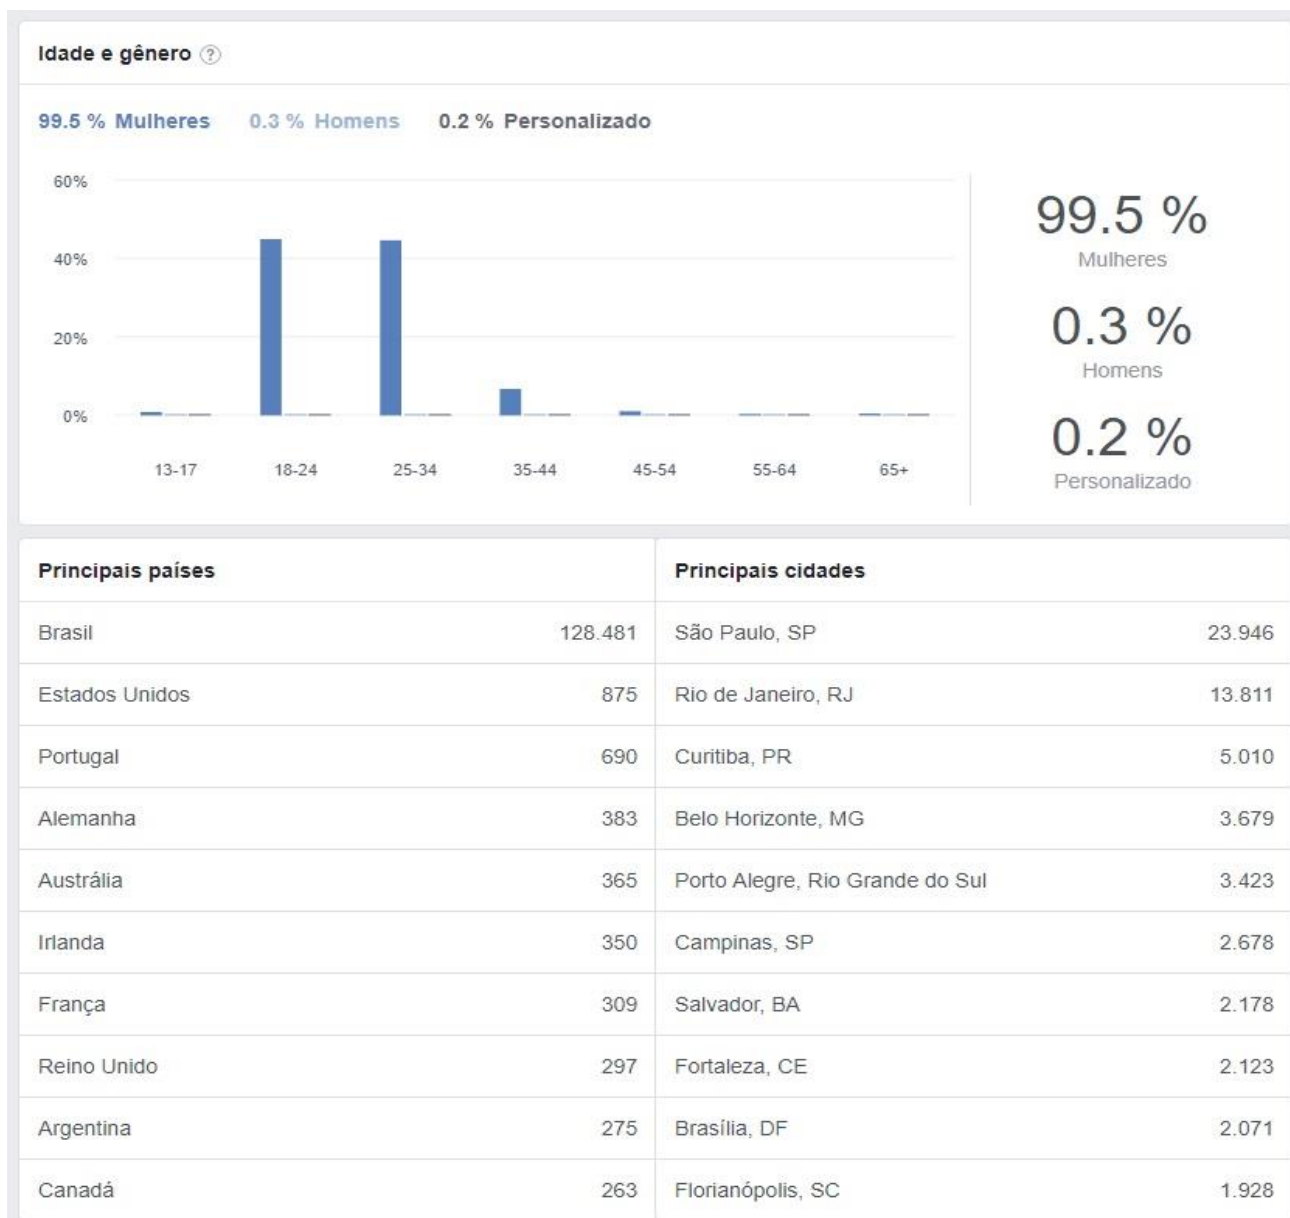 Idade e gênero ?
99.5 % Mulheres 0.3 % Homens 0.2 % Personalizado
60%
40%
20%
0%
13-17 18-24 25-34 35-44 45-54 55-64 65+
99.5 %
Mulheres
0.3 %
Homens
0.2 %
Personalizado
Principais países
Brasil 128.481
Estados Unidos 875
Portugal 690
Alemanha 383
Austrália 365
Irlanda 350
França 309
Reino Unido 297
Argentina 275
Canadá 263
Principais cidades
São Paulo, SP 23.946
Rio de Janeiro, RJ 13.811
Curitiba, PR 5.010
Belo Horizonte, MG 3.679
Porto Alegre, Rio Grande do Sul 3.423
Campinas, SP 2.678
Salvador, BA 2.178
Fortaleza, CE 2.123
Brasília, DF 2.071
Florianópolis, SC 1.928